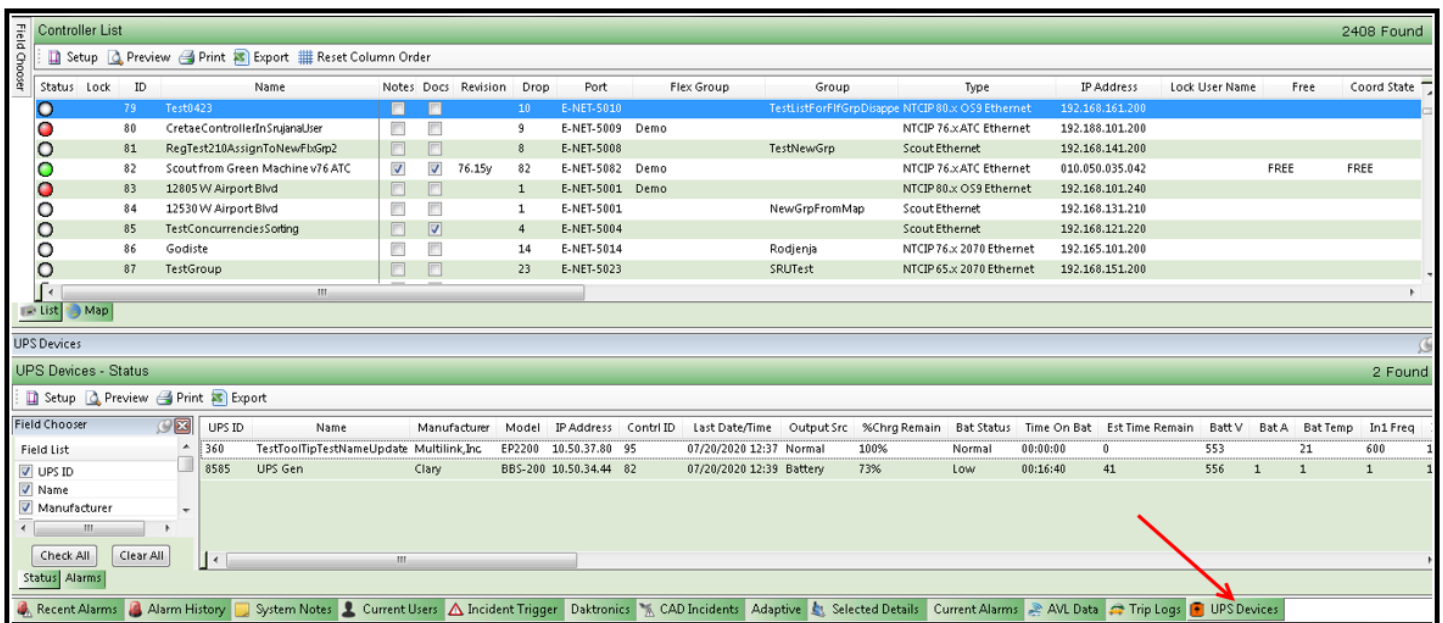 Field Chooser
Controller List 2408 Found
Setup Preview Print Export Reset Column Order
Status Lock ID Name Notes Docs Revision Drop Port Flex Group Group Type IP Address Lock User Name Free Coord State
79 Test0423 10 E-NET-5010 TestListForFlfGrpDisappe NTCIP 80.x OS9 Ethernet 192.168.161.200
80 CretaeControllerInSrujanaUser 9 E-NET-5009 Demo NTCIP 76.x ATC Ethernet 192.188.101.200
81 RegTest210AssignToNewFlxGrp2 8 E-NET-5008 TestNewGrp Scout Ethernet 192.168.141.200
82 Scout from Green Machine v76 ATC 76.15y 82 E-NET-5082 Demo NTCIP 76.x ATC Ethernet 010.050.035.042 FREE FREE
83 12805 W Airport Blvd 1 E-NET-5001 Demo NTCIP 80.x OS9 Ethernet 192.168.101.240
84 12530 W Airport Blvd 1 E-NET-5001 NewGrpFromMap Scout Ethernet 192.168.131.210
85 TestConcurrenciesSorting 4 E-NET-5004 Scout Ethernet 192.168.121.220
86 Godiste 14 E-NET-5014 Rodjenja NTCIP 76.x 2070 Ethernet 192.165.101.200
87 TestGroup 23 E-NET-5023 SRUTest NTCIP 65.x 2070 Ethernet 192.168.151.200
List Map
UPS Devices
UPS Devices - Status 2 Found
Setup Preview Print Export
Field Chooser
Field List
UPS ID
Name
Manufacturer
Check All Clear All
UPS ID Name Manufacturer Model IP Address Contrl ID Last Date/Time Output Src %Chrg Remain Bat Status Time On Bat Est Time Remain Batt V Bat A Bat Temp In1 Freq
360 TestToolTipTestNameUpdate Multilink,Inc. EP2200 10.50.37.80 95 07/20/2020 12:37 Normal 100% Normal 00:00:00 0 553 21 600 1
8585 UPS Gen Clary BBS-200 10.50.34.44 82 07/20/2020 12:39 Battery 73% Low 00:16:40 41 556 1 1 1 1
Status Alarms
Recent Alarms Alarm History System Notes Current Users Incident Trigger Daktronics CAD Incidents Adaptive Selected Details Current Alarms AVL Data Trip Logs UPS Devices